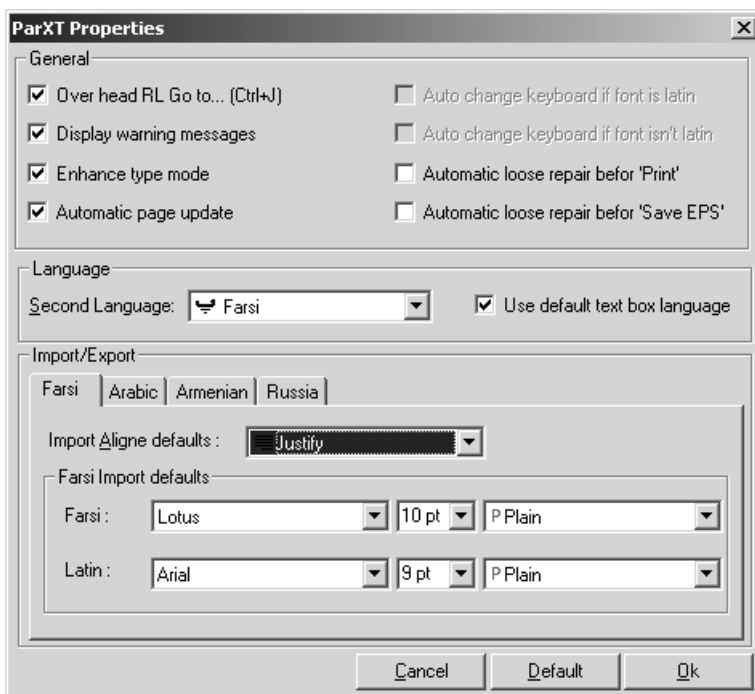 ParXT Properties
General
Over head RL Go to... (Ctrl+J)
Auto change keyboard if font is latin
Display warning messages
Auto change keyboard if font isn't latin
Enhance type mode
Automatic loose repair befor 'Print'
Automatic page update
Automatic loose repair befor 'Save EPS'
Language
Second Language: Farsi
Use default text box language
Import/Export
Farsi Arabic Armenian Russia
Import Aligne defaults : Justify
Farsi Import defaults
Farsi : Lotus 10 pt P Plain
Latin : Arial 9 pt P Plain
Cancel Default Ok